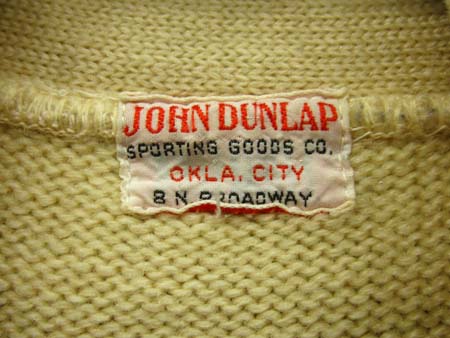 JOHN DUNLAP
SPORTING GOODS CO.
OKLA. CITY
8 N. BROADWAY